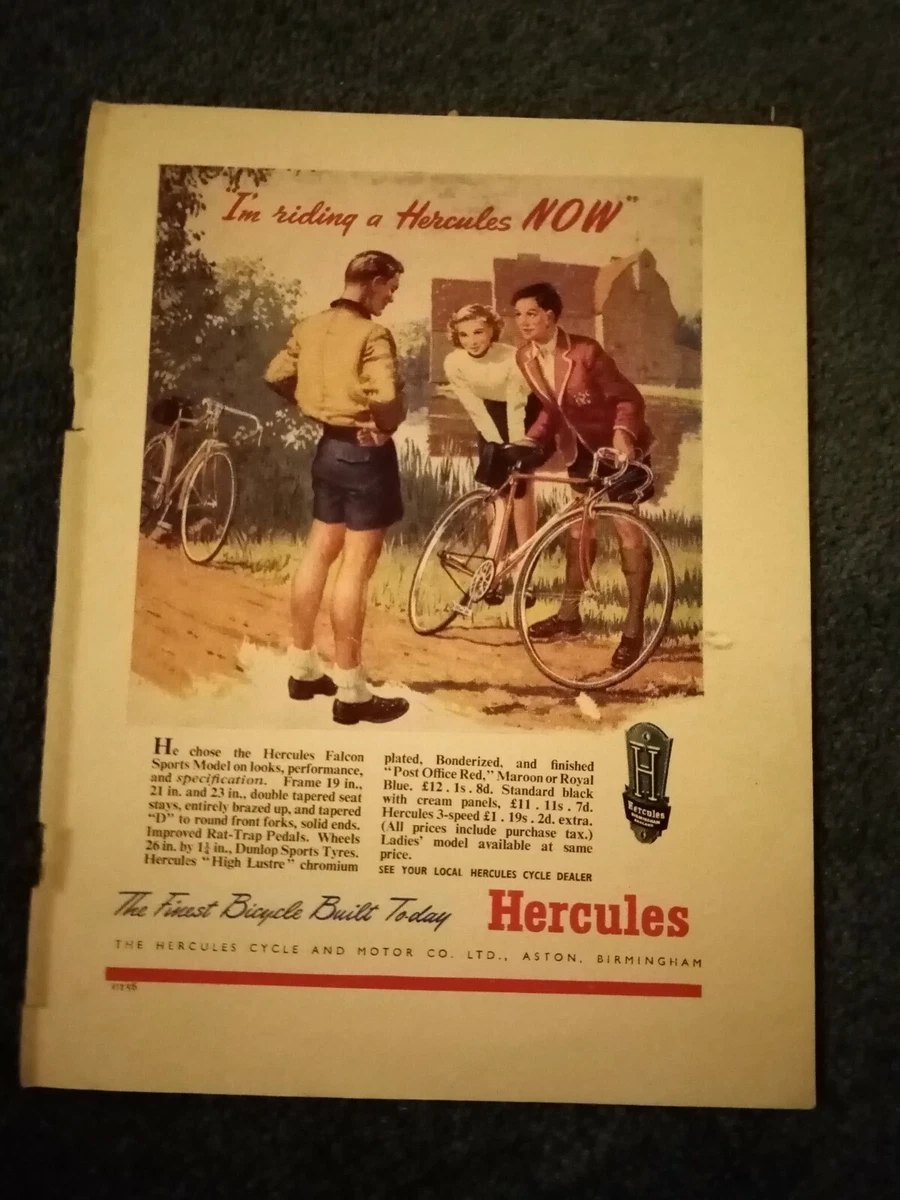 "I'm riding a Hercules NOW"
He chose the Hercules Falcon
Sports Model on looks, performance,
and specification. Frame 19 in.,
21 in. and 23 in., double tapered seat
stays, entirely brazed up, and tapered
"D" to round front forks, solid ends.
Improved Rat-Trap Pedals. Wheels
26 in. by 1¼ in., Dunlop Sports Tyres.
Hercules "High Lustre" chromium
plated, Bonderized, and finished
"Post Office Red," Maroon or Royal
Blue. £12 . 1s . 8d. Standard black
with cream panels, £11 . 11s . 7d.
Hercules 3-speed £1 . 19s . 2d. extra.
(All prices include purchase tax.)
Ladies' model available at same
price.
SEE YOUR LOCAL HERCULES CYCLE DEALER
H
Hercules
BIRMINGHAM
The Finest Bicycle Built Today
Hercules
THE HERCULES CYCLE AND MOTOR CO. LTD., ASTON, BIRMINGHAM